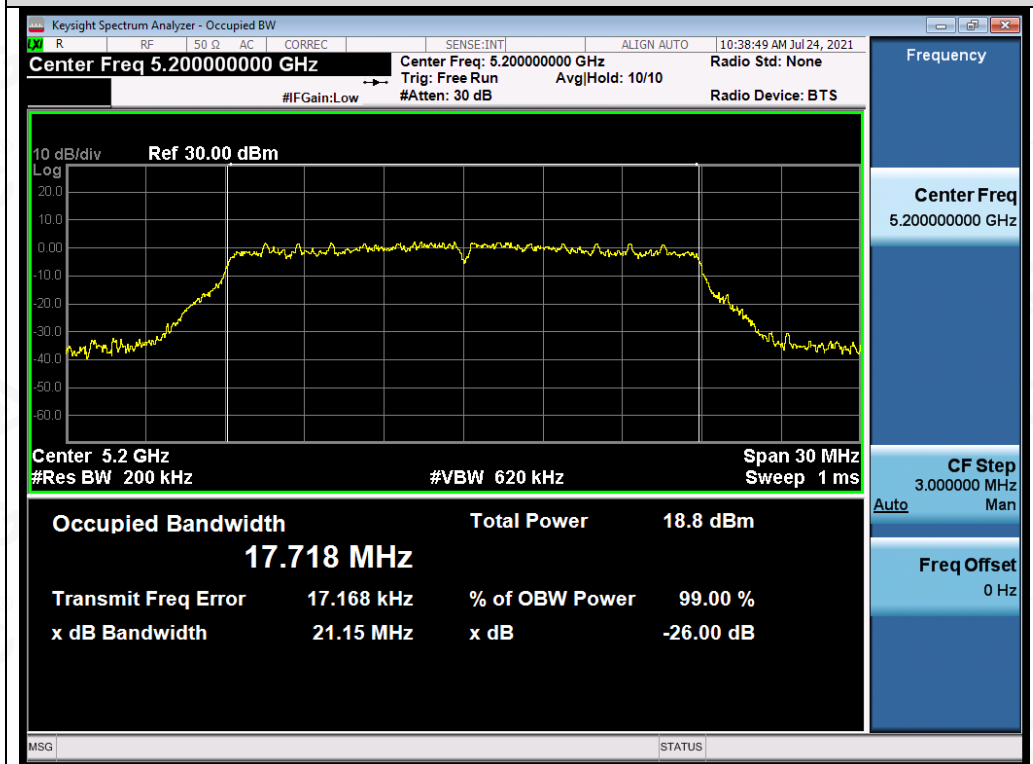 Keysight Spectrum Analyzer - Occupied BW
LXI R RF 50 Ω AC CORREC SENSE:INT ALIGN AUTO 10:38:49 AM Jul 24, 2021
Center Freq 5.200000000 GHz
Center Freq: 5.200000000 GHz Radio Std: None
Trig: Free Run Avg|Hold: 10/10
#IFGain:Low #Atten: 30 dB Radio Device: BTS
10 dB/div Ref 30.00 dBm
Log
20.0
10.0
0.00
-10.0
-20.0
-30.0
-40.0
-50.0
-60.0
Center 5.2 GHz Span 30 MHz
#Res BW 200 kHz #VBW 620 kHz Sweep 1 ms
Occupied Bandwidth Total Power 18.8 dBm
17.718 MHz
Transmit Freq Error 17.168 kHz % of OBW Power 99.00 %
x dB Bandwidth 21.15 MHz x dB -26.00 dB
Frequency
Center Freq
5.200000000 GHz
CF Step
3.000000 MHz
Auto Man
Freq Offset
0 Hz
MSG STATUS